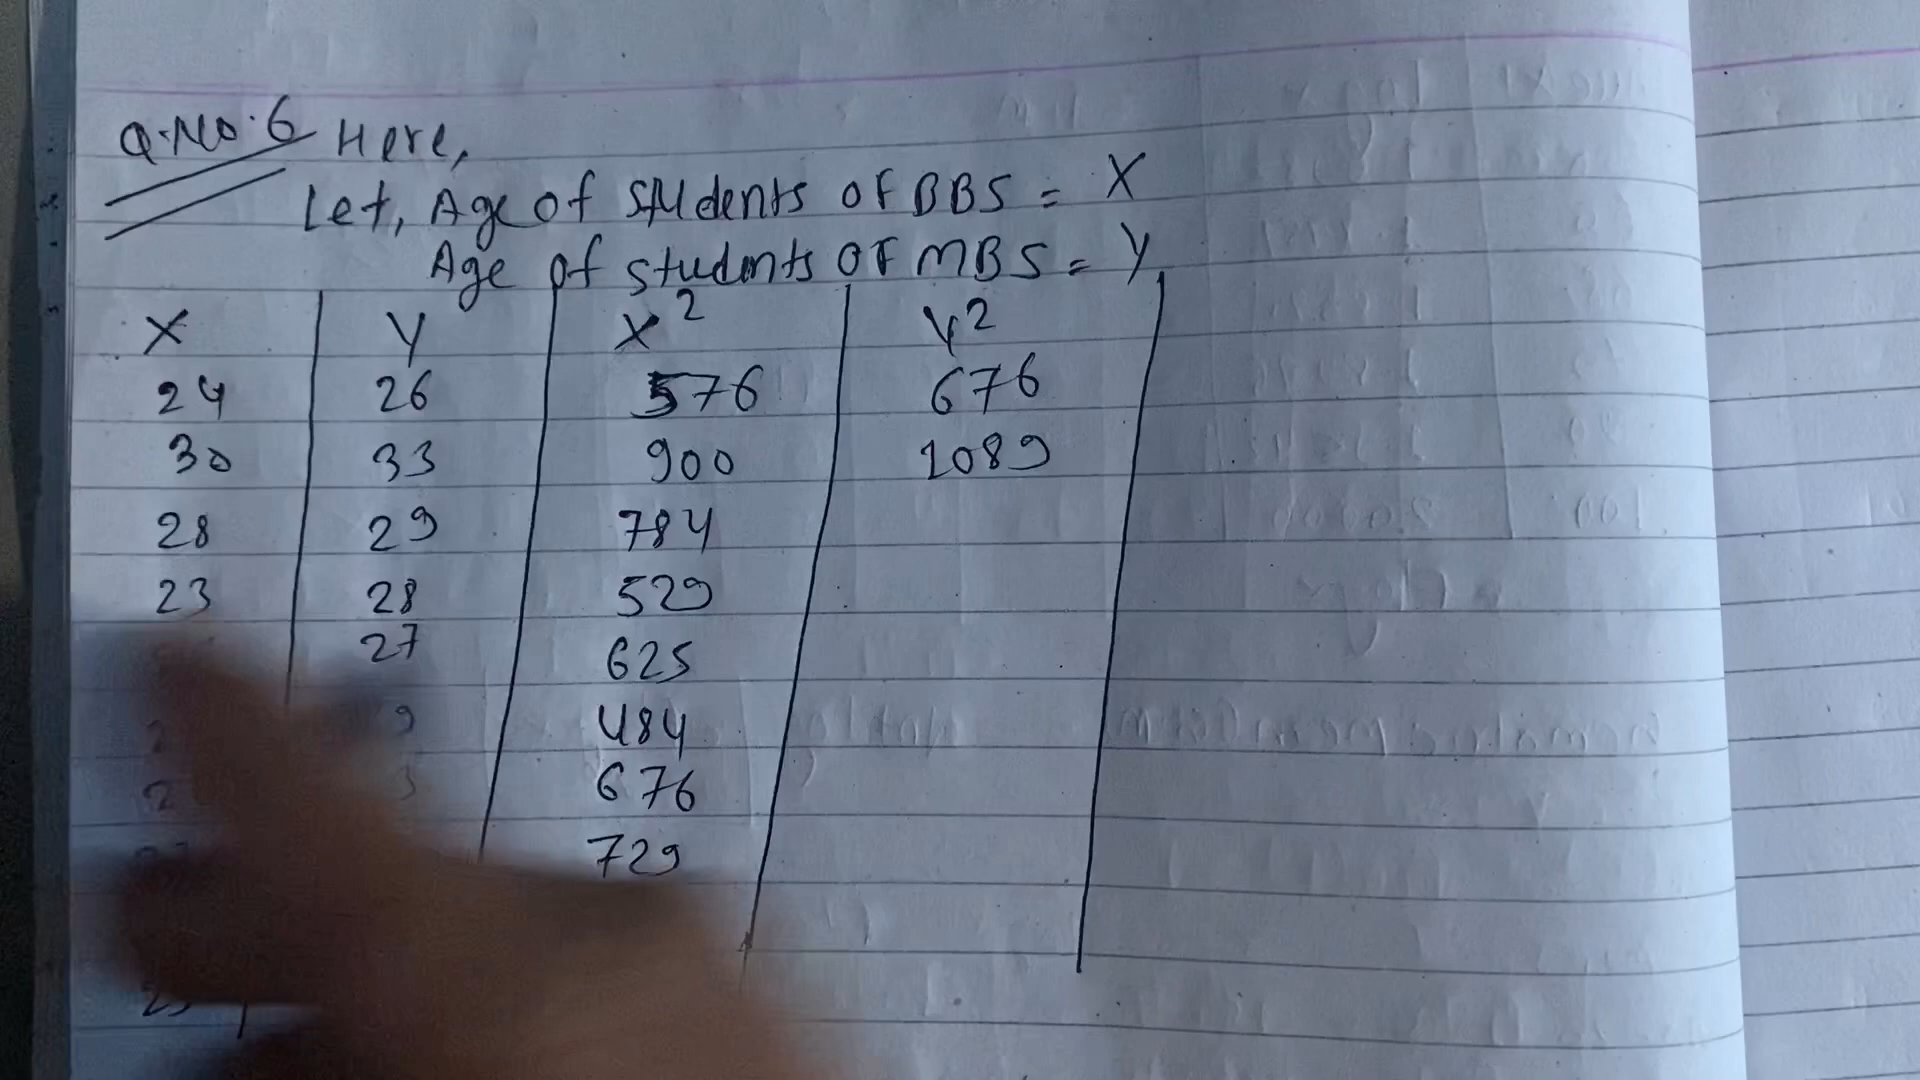 Q.No.6 Here,
Let, Age of students of BBS = X
Age of students of MBS = Y
X Y X² Y²
24 26 576 676
30 33 900 1089
28 29 784
23 28 529
27 625
484
676
729